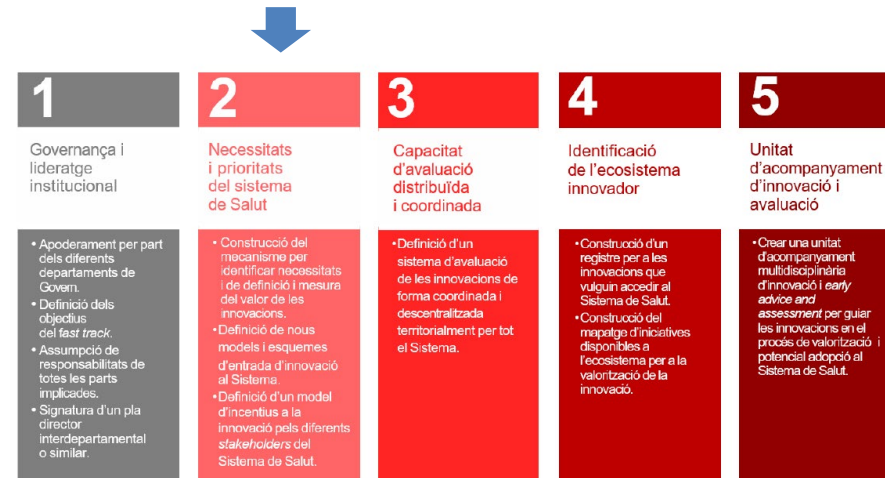 1
Governança i
lideratge
institucional
• Apoderament per part
dels diferents
departaments de
Govern.
• Definició dels
objectius
del fast track.
• Assumpció de
responsabilitats de
totes les parts
implicades.
• Signatura d'un pla
director
interdepartamental
o similar.
2
Necessitats
i prioritats
del sistema
de Salut
• Construcció del
mecanisme per
identificar necessitats
i de definició i mesura
del valor de les
innovacions.
• Definició de nous
models i esquemes
d'entrada d'innovació
al Sistema.
• Definició d'un model
d'incentius a la
innovació pels diferents
stakeholders del
Sistema de Salut.
3
Capacitat
d'avaluació
distribuïda
i coordinada
• Definició d'un
sistema d'avaluació
de les innovacions de
forma coordinada i
descentralitzada
territorialment per tot
el Sistema.
4
Identificació
de l'ecosistema
innovador
• Construcció d'un
registre per a les
innovacions que
vulguin accedir al
Sistema de Salut.
• Construcció del
mapatge d'iniciatives
disponibles a
l'ecosistema per a la
valorització de la
innovació.
5
Unitat
d'acompanyament
d'innovació i
avaluació
• Crear una unitat
d'acompanyament
multidisciplinària
d'innovació i early
advice and
assessment per guiar
les innovacions en el
procés de valorització i
potencial adopció al
Sistema de Salut.